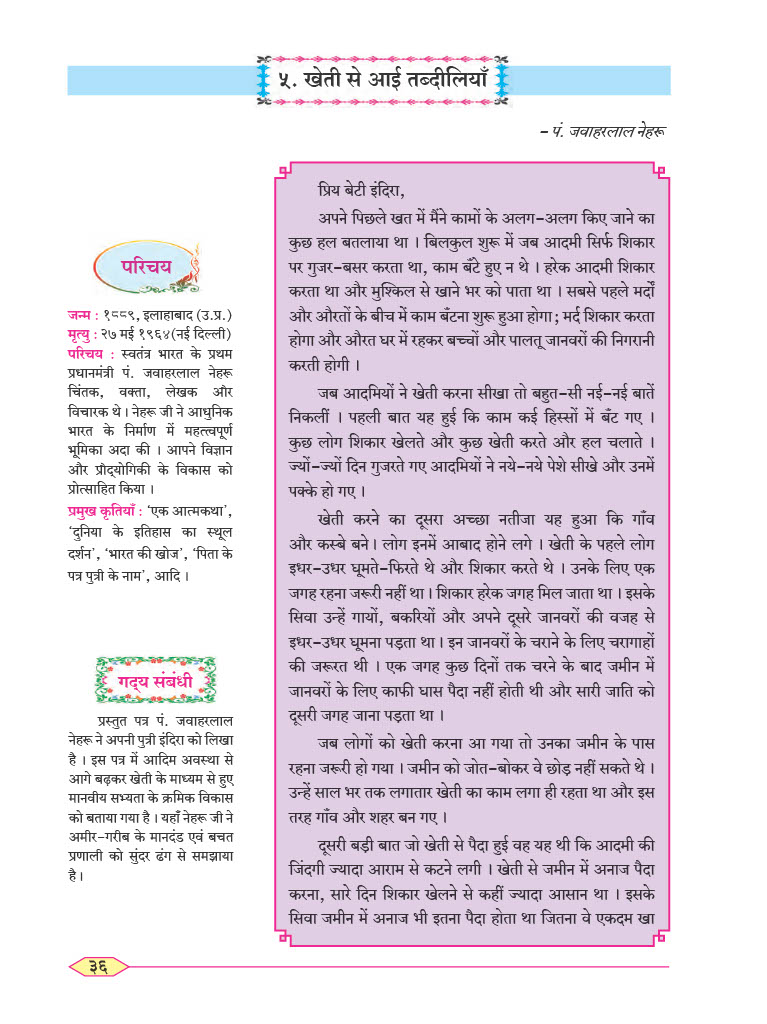 ५. खेती से आई तब्दीलियाँ
– पं. जवाहरलाल नेहरू
परिचय
जन्म : १८८९, इलाहाबाद (उ.प्र.)
मृत्यु : २७ मई १९६४(नई दिल्ली)
परिचय : स्वतंत्र भारत के प्रथम
प्रधानमंत्री पं. जवाहरलाल नेहरू
चिंतक, वक्ता, लेखक और
विचारक थे । नेहरू जी ने आधुनिक
भारत के निर्माण में महत्त्वपूर्ण
भूमिका अदा की । आपने विज्ञान
और प्रौद्योगिकी के विकास को
प्रोत्साहित किया ।
प्रमुख कृतियाँ : ‘एक आत्मकथा’,
‘दुनिया के इतिहास का स्थूल
दर्शन’, ‘भारत की खोज’, ‘पिता के
पत्र पुत्री के नाम’, आदि ।
गद्य संबंधी
प्रस्तुत पत्र पं. जवाहरलाल
नेहरू ने अपनी पुत्री इंदिरा को लिखा
है । इस पत्र में आदिम अवस्था से
आगे बढ़कर खेती के माध्यम से हुए
मानवीय सभ्यता के क्रमिक विकास
को बताया गया है । यहाँ नेहरू जी ने
अमीर-गरीब के मानदंड एवं बचत
प्रणाली को सुंदर ढंग से समझाया
है ।
प्रिय बेटी इंदिरा,
अपने पिछले खत में मैंने कामों के अलग-अलग किए जाने का
कुछ हल बतलाया था । बिलकुल शुरू में जब आदमी सिर्फ शिकार
पर गुजर-बसर करता था, काम बँटे हुए न थे । हरेक आदमी शिकार
करता था और मुश्किल से खाने भर को पाता था । सबसे पहले मर्दों
और औरतों के बीच में काम बँटना शुरू हुआ होगा; मर्द शिकार करता
होगा और औरत घर में रहकर बच्चों और पालतू जानवरों की निगरानी
करती होगी ।
जब आदमियों ने खेती करना सीखा तो बहुत-सी नई-नई बातें
निकलीं । पहली बात यह हुई कि काम कई हिस्सों में बँट गए ।
कुछ लोग शिकार खेलते और कुछ खेती करते और हल चलाते ।
ज्यों-ज्यों दिन गुजरते गए आदमियों ने नये-नये पेशे सीखे और उनमें
पक्के हो गए ।
खेती करने का दूसरा अच्छा नतीजा यह हुआ कि गाँव
और कस्बे बने । लोग इनमें आबाद होने लगे । खेती के पहले लोग
इधर-उधर घूमते-फिरते थे और शिकार करते थे । उनके लिए एक
जगह रहना जरूरी नहीं था । शिकार हरेक जगह मिल जाता था । इसके
सिवा उन्हें गायों, बकरियों और अपने दूसरे जानवरों की वजह से
इधर-उधर घूमना पड़ता था । इन जानवरों के चराने के लिए चरागाहों
की जरूरत थी । एक जगह कुछ दिनों तक चरने के बाद जमीन में
जानवरों के लिए काफी घास पैदा नहीं होती थी और सारी जाति को
दूसरी जगह जाना पड़ता था ।
जब लोगों को खेती करना आ गया तो उनका जमीन के पास
रहना जरूरी हो गया । जमीन को जोत-बोकर वे छोड़ नहीं सकते थे ।
उन्हें साल भर तक लगातार खेती का काम लगा ही रहता था और इस
तरह गाँव और शहर बन गए ।
दूसरी बड़ी बात जो खेती से पैदा हुई वह यह थी कि आदमी की
जिंदगी ज्यादा आराम से कटने लगी । खेती से जमीन में अनाज पैदा
करना, सारे दिन शिकार खेलने से कहीं ज्यादा आसान था । इसके
सिवा जमीन में अनाज भी इतना पैदा होता था जितना वे एकदम खा
३६